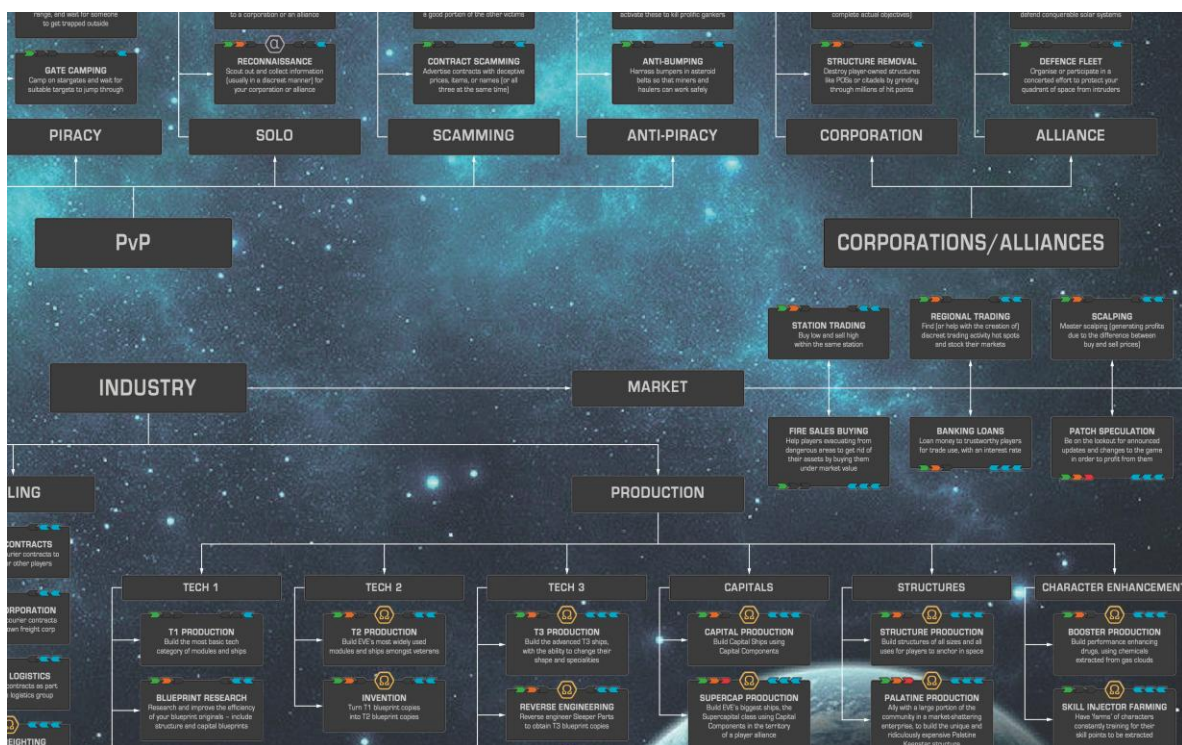 range, and wait for someone
to get trapped outside
to a corporation or an alliance
a good portion of the other victims
activate these to kill prolific gankers
complete actual objectives)
defend conquerable solar systems
GATE CAMPING
Camp on stargates and wait for
suitable targets to jump through
α
RECONNAISSANCE
Scout out and collect information
(usually in a discreet manner) for
your corporation or alliance
CONTRACT SCAMMING
Advertise contracts with deceptive
prices, items, or names (or all
three at the same time)
ANTI-BUMPING
Harass bumpers in asteroid
belts so that miners and
haulers can work safely
STRUCTURE REMOVAL
Destroy player-owned structures
like POSs or citadels by grinding
through millions of hit points
DEFENCE FLEET
Organise or participate in a
concerted effort to protect your
quadrant of space from intruders
PIRACY
SOLO
SCAMMING
ANTI-PIRACY
CORPORATION
ALLIANCE
PvP
CORPORATIONS/ALLIANCES
STATION TRADING
Buy low and sell high
within the same station
REGIONAL TRADING
Find (or help with the creation of)
discreet trading activity hot spots
and stock their markets
SCALPING
Master scalping (generating profits
due to the difference between
buy and sell prices)
INDUSTRY
MARKET
FIRE SALES BUYING
Help players evacuating from
dangerous areas to get rid of
their assets by buying them
under market value
BANKING LOANS
Loan money to trustworthy players
for trade use, with an interest rate
PATCH SPECULATION
Be on the lookout for announced
updates and changes to the game
in order to profit from them
LING
PRODUCTION
CONTRACTS
urier contracts to
or other players
ORPORATION
courier contracts
own freight corp
LOGISTICS
contracts as part
logistics group
Ω
EIGHTING
TECH 1
TECH 2
TECH 3
CAPITALS
STRUCTURES
CHARACTER ENHANCEMEN
T1 PRODUCTION
Build the most basic tech
category of modules and ships
Ω
T2 PRODUCTION
Build EVE's most widely used
modules and ships amongst veterans
Ω
T3 PRODUCTION
Build the advanced T3 ships,
with the ability to change their
shape and specialties
Ω
CAPITAL PRODUCTION
Build Capital Ships using
Capital Components
Ω
STRUCTURE PRODUCTION
Build structures of all sizes and all
uses for players to anchor in space
Ω
BOOSTER PRODUCTION
Build performance enhancing
drugs, using chemicals
extracted from gas clouds
BLUEPRINT RESEARCH
Research and improve the efficiency
of your blueprint originals – include
structure and capital blueprints
Ω
INVENTION
Turn T1 blueprint copies
into T2 blueprint copies
Ω
REVERSE ENGINEERING
Reverse engineer Sleeper Parts
to obtain T3 blueprint copies
Ω
SUPERCAP PRODUCTION
Build EVE's biggest ships, the
Supercapital class using Capital
Components in the territory
of a player alliance
Ω
PALATINE PRODUCTION
Ally with a large portion of the
community in a market-shattering
enterprise, to build the unique and
ridiculously expensive Palatine
Keepstar structure
Ω
SKILL INJECTOR FARMING
Have 'farms' of characters
constantly training for their
skill points to be extracted